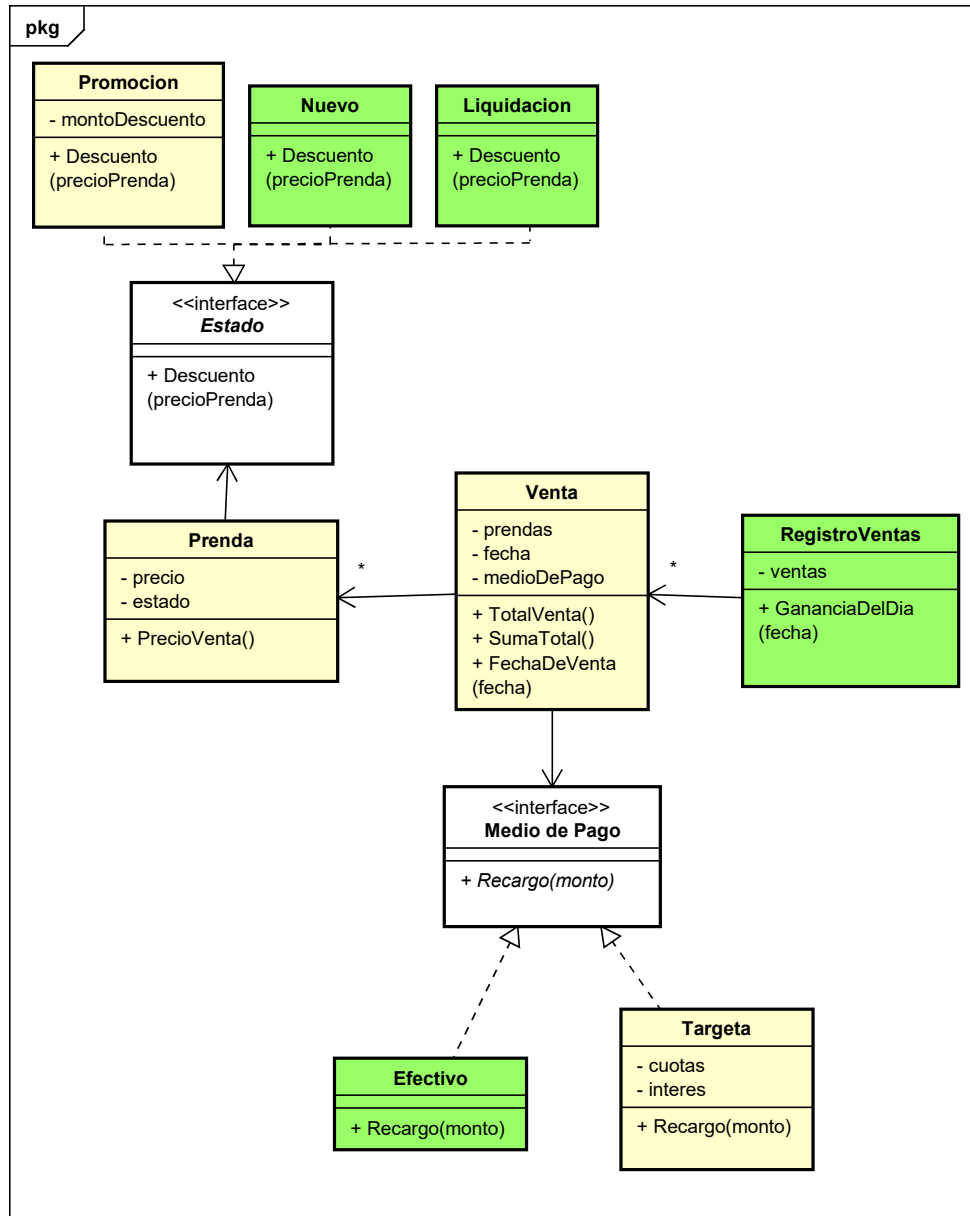 pkg
Promocion
- montoDescuento
+ Descuento
(precioPrenda)
Nuevo
+ Descuento
(precioPrenda)
Liquidacion
+ Descuento
(precioPrenda)
<<interface>>
Estado
+ Descuento
(precioPrenda)
Prenda
- precio
- estado
+ PrecioVenta()
*
Venta
- prendas
- fecha
- medioDePago
+ TotalVenta()
+ SumaTotal()
+ FechaDeVenta
(fecha)
*
RegistroVentas
- ventas
+ GananciaDelDia
(fecha)
<<interface>>
Medio de Pago
+ Recargo(monto)
Efectivo
+ Recargo(monto)
Targeta
- cuotas
- interes
+ Recargo(monto)